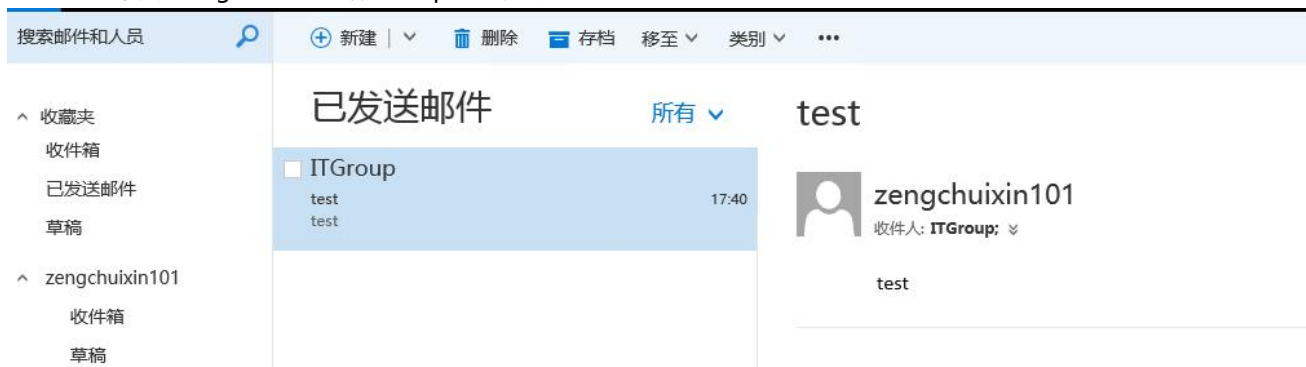 搜索邮件和人员
新建 删除 存档 移至 类别 •••
收藏夹
收件箱
已发送邮件
草稿
zengchuixin101
收件箱
草稿
已发送邮件 所有
ITGroup
test 17:40
test
test
zengchuixin101
收件人: ITGroup;
test